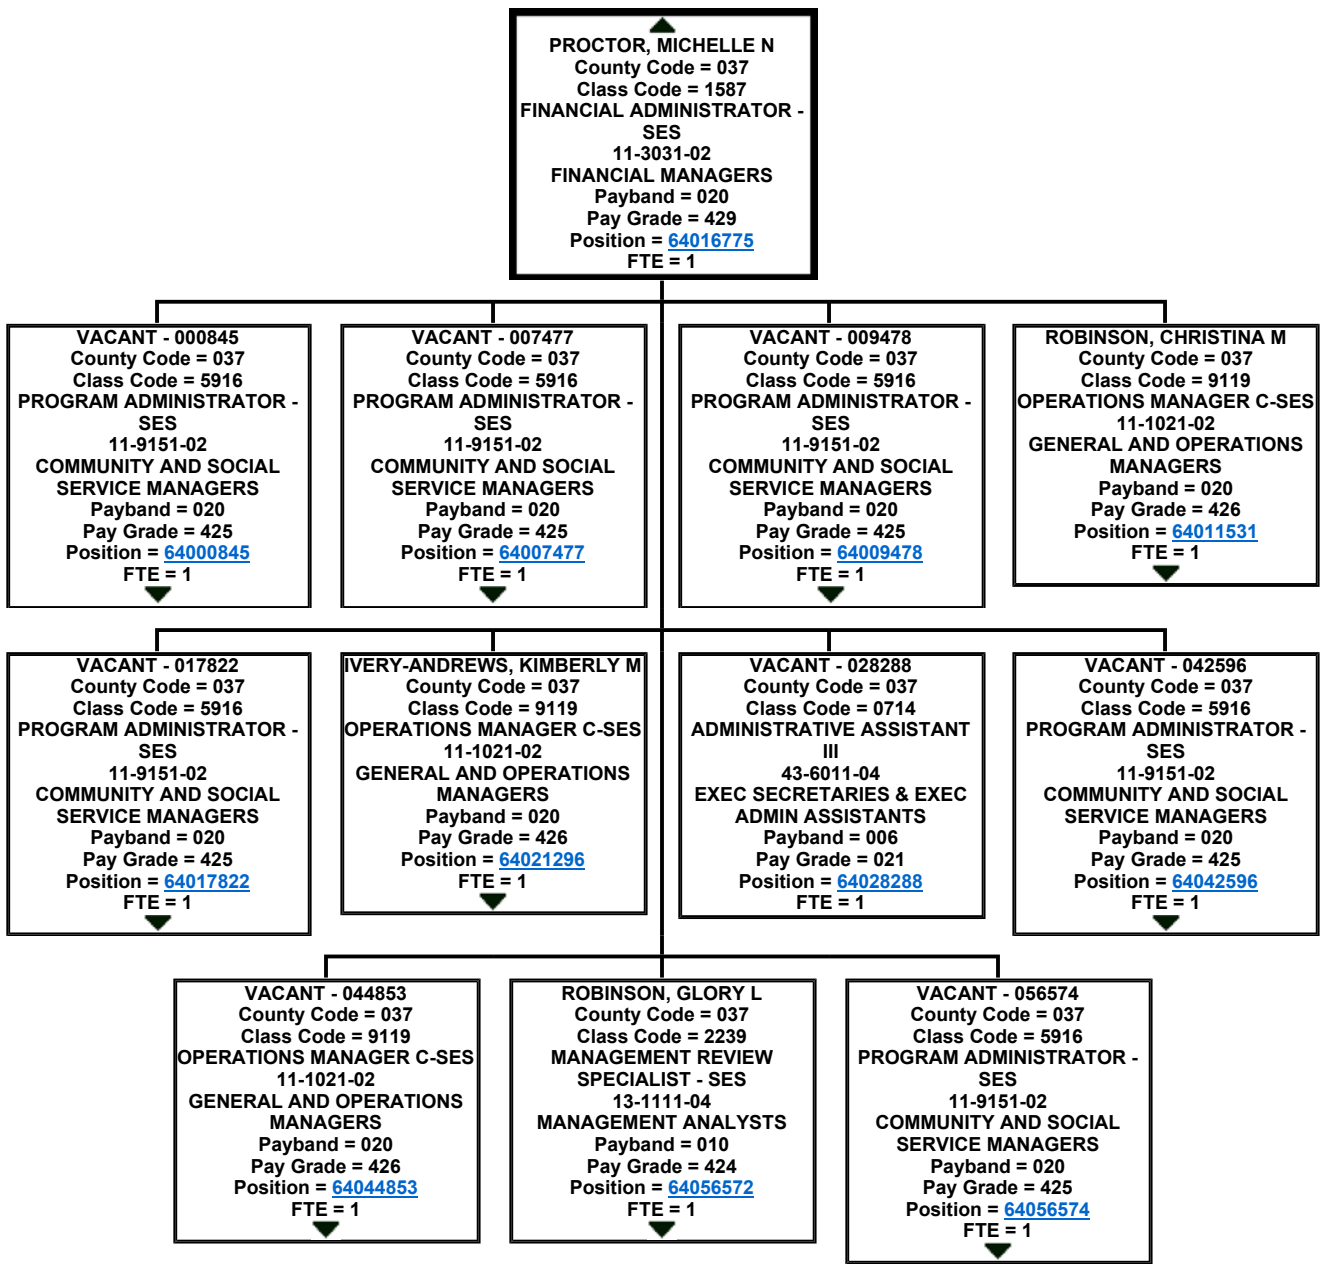 PROCTOR, MICHELLE N
County Code = 037
Class Code = 1587
FINANCIAL ADMINISTRATOR -
SES
11-3031-02
FINANCIAL MANAGERS
Payband = 020
Pay Grade = 429
Position = 64016775
FTE = 1
VACANT - 000845
County Code = 037
Class Code = 5916
PROGRAM ADMINISTRATOR -
SES
11-9151-02
COMMUNITY AND SOCIAL
SERVICE MANAGERS
Payband = 020
Pay Grade = 425
Position = 64000845
FTE = 1
VACANT - 007477
County Code = 037
Class Code = 5916
PROGRAM ADMINISTRATOR -
SES
11-9151-02
COMMUNITY AND SOCIAL
SERVICE MANAGERS
Payband = 020
Pay Grade = 425
Position = 64007477
FTE = 1
VACANT - 009478
County Code = 037
Class Code = 5916
PROGRAM ADMINISTRATOR -
SES
11-9151-02
COMMUNITY AND SOCIAL
SERVICE MANAGERS
Payband = 020
Pay Grade = 425
Position = 64009478
FTE = 1
ROBINSON, CHRISTINA M
County Code = 037
Class Code = 9119
OPERATIONS MANAGER C-SES
11-1021-02
GENERAL AND OPERATIONS
MANAGERS
Payband = 020
Pay Grade = 426
Position = 64011531
FTE = 1
VACANT - 017822
County Code = 037
Class Code = 5916
PROGRAM ADMINISTRATOR -
SES
11-9151-02
COMMUNITY AND SOCIAL
SERVICE MANAGERS
Payband = 020
Pay Grade = 425
Position = 64017822
FTE = 1
IVERY-ANDREWS, KIMBERLY M
County Code = 037
Class Code = 9119
OPERATIONS MANAGER C-SES
11-1021-02
GENERAL AND OPERATIONS
MANAGERS
Payband = 020
Pay Grade = 426
Position = 64021296
FTE = 1
VACANT - 028288
County Code = 037
Class Code = 0714
ADMINISTRATIVE ASSISTANT
III
43-6011-04
EXEC SECRETARIES & EXEC
ADMIN ASSISTANTS
Payband = 006
Pay Grade = 021
Position = 64028288
FTE = 1
VACANT - 042596
County Code = 037
Class Code = 5916
PROGRAM ADMINISTRATOR -
SES
11-9151-02
COMMUNITY AND SOCIAL
SERVICE MANAGERS
Payband = 020
Pay Grade = 425
Position = 64042596
FTE = 1
VACANT - 044853
County Code = 037
Class Code = 9119
OPERATIONS MANAGER C-SES
11-1021-02
GENERAL AND OPERATIONS
MANAGERS
Payband = 020
Pay Grade = 426
Position = 64044853
FTE = 1
ROBINSON, GLORY L
County Code = 037
Class Code = 2239
MANAGEMENT REVIEW
SPECIALIST - SES
13-1111-04
MANAGEMENT ANALYSTS
Payband = 010
Pay Grade = 424
Position = 64056572
FTE = 1
VACANT - 056574
County Code = 037
Class Code = 5916
PROGRAM ADMINISTRATOR -
SES
11-9151-02
COMMUNITY AND SOCIAL
SERVICE MANAGERS
Payband = 020
Pay Grade = 425
Position = 64056574
FTE = 1